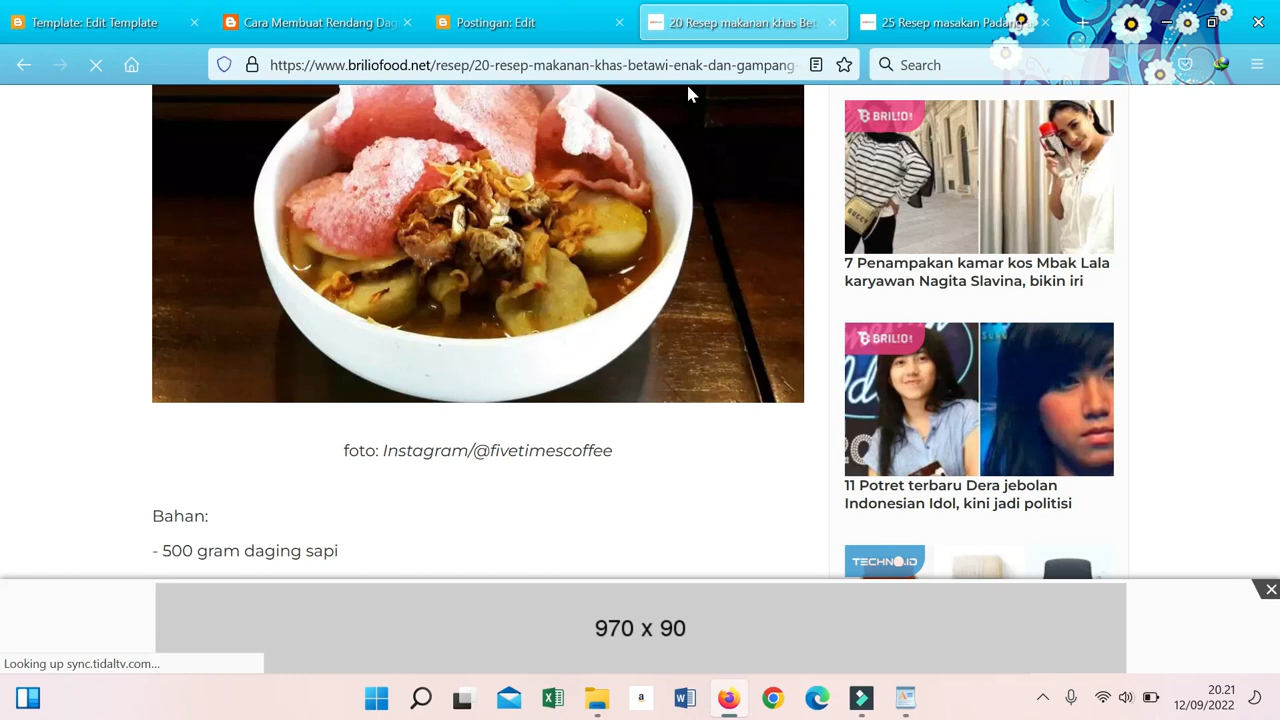 Template: Edit Template
Cara Membuat Rendang Dag
Postingan: Edit
20 Resep makanan khas Bet
25 Resep masakan Padang
https://www.briliofood.net/resep/20-resep-makanan-khas-betawi-enak-dan-gampang-
Search
foto: Instagram/@fivetimescoffee
Bahan:
- 500 gram daging sapi
BRILIO
GUCCY
7 Penampakan kamar kos Mbak Lala
karyawan Nagita Slavina, bikin iri
BRILIO
11 Potret terbaru Dera jebolan
Indonesian Idol, kini jadi politisi
TECHNO.ID
970 x 90
Looking up sync.tidaltv.com...
a
20.21
12/09/2022